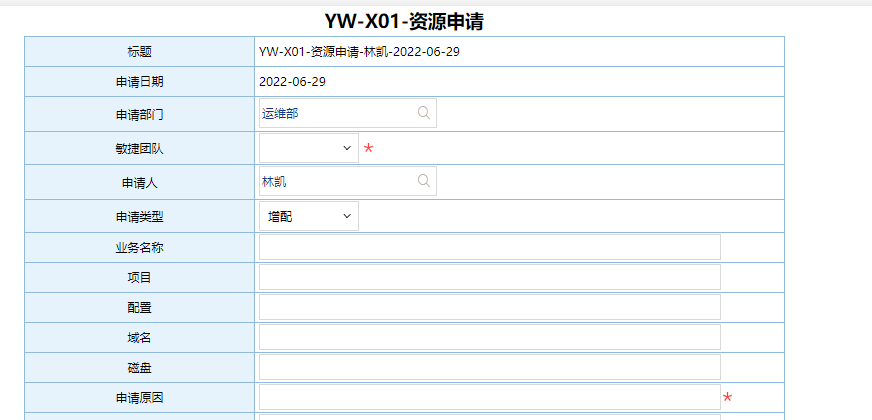 YW-X01-资源申请
标题 YW-X01-资源申请-林凯-2022-06-29
申请日期 2022-06-29
申请部门 运维部
敏捷团队 *
申请人 林凯
申请类型 增配
业务名称
项目
配置
域名
磁盘
申请原因 *